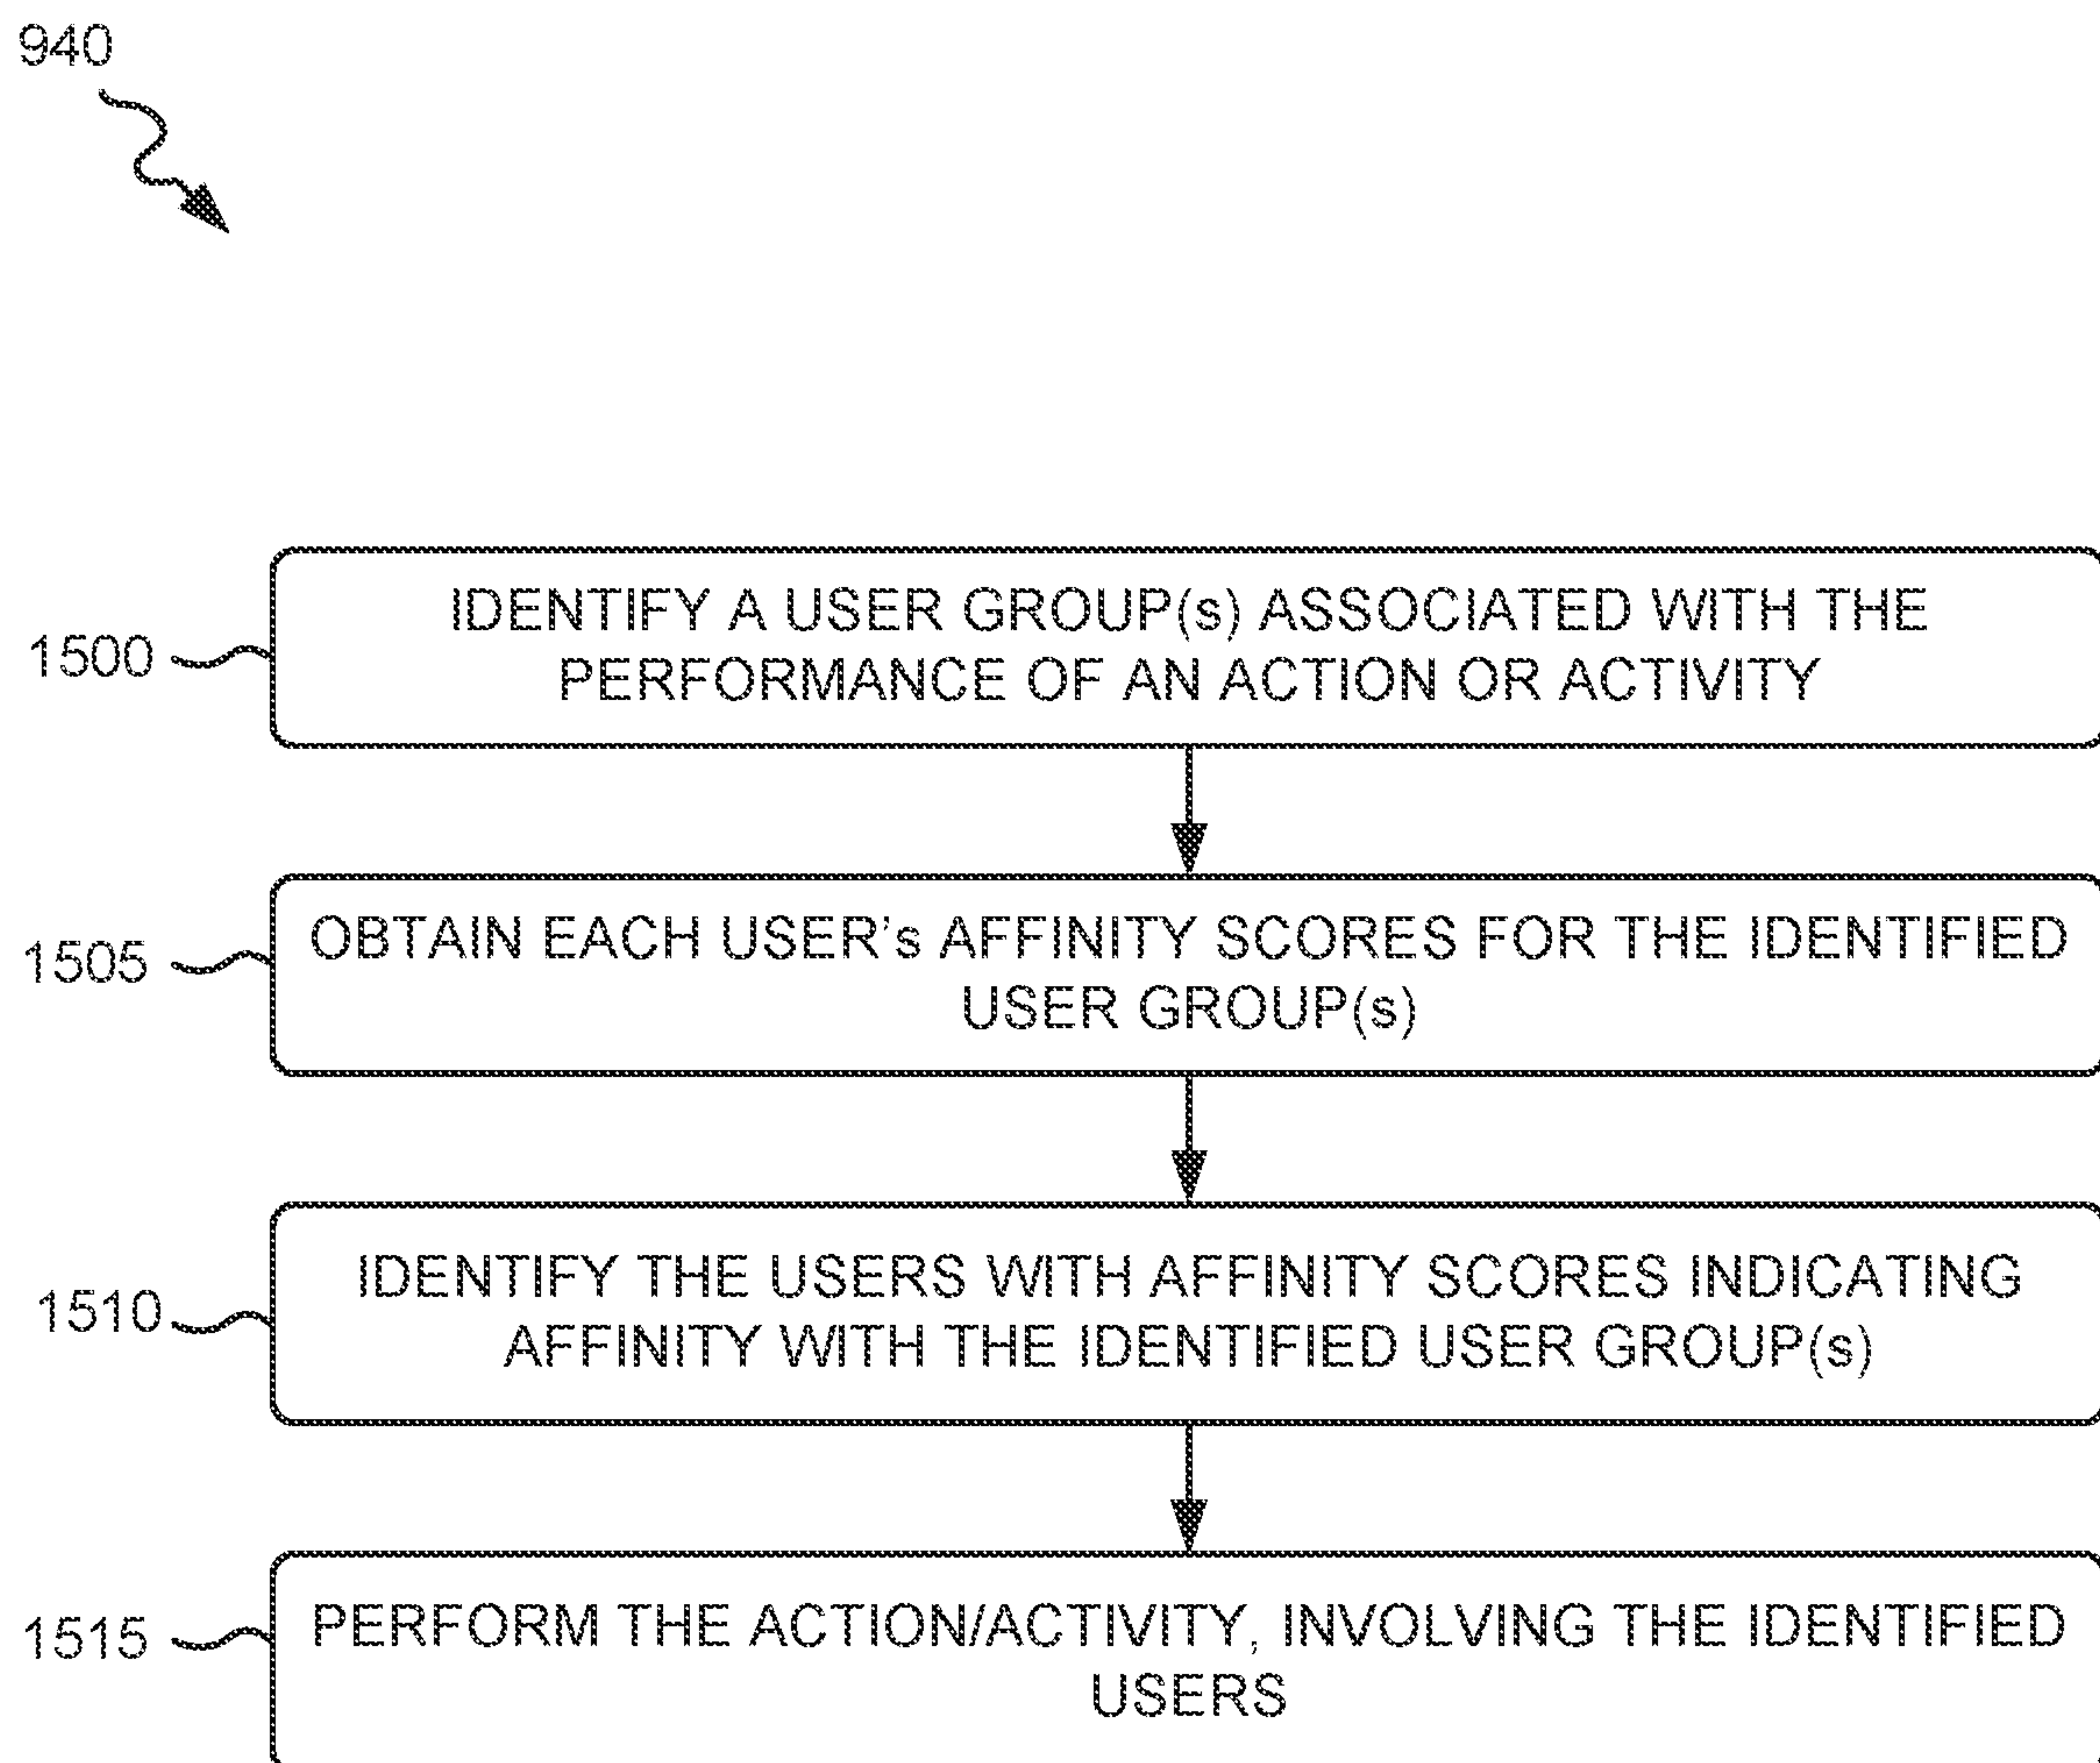 940
1500
IDENTIFY A USER GROUP(s) ASSOCIATED WITH THE
PERFORMANCE OF AN ACTION OR ACTIVITY
1505
OBTAIN EACH USER's AFFINITY SCORES FOR THE IDENTIFIED
USER GROUP(s)
1510
IDENTIFY THE USERS WITH AFFINITY SCORES INDICATING
AFFINITY WITH THE IDENTIFIED USER GROUP(s)
1515
PERFORM THE ACTION/ACTIVITY, INVOLVING THE IDENTIFIED
USERS